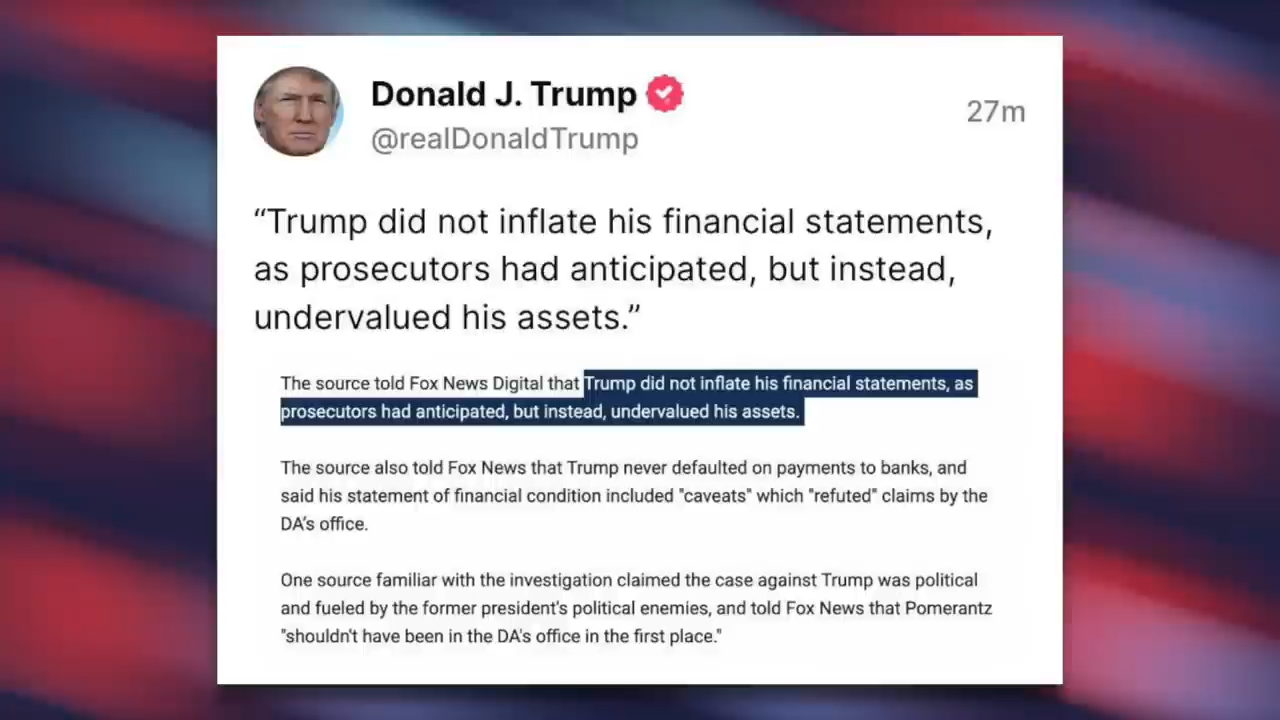 Donald J. Trump
@realDonaldTrump
27m
“Trump did not inflate his financial statements,
as prosecutors had anticipated, but instead,
undervalued his assets.”
The source told Fox News Digital that Trump did not inflate his financial statements, as
prosecutors had anticipated, but instead, undervalued his assets.
The source also told Fox News that Trump never defaulted on payments to banks, and
said his statement of financial condition included "caveats" which "refuted" claims by the
DA’s office.
One source familiar with the investigation claimed the case against Trump was political
and fueled by the former president's political enemies, and told Fox News that Pomerantz
"shouldn't have been in the DA's office in the first place."